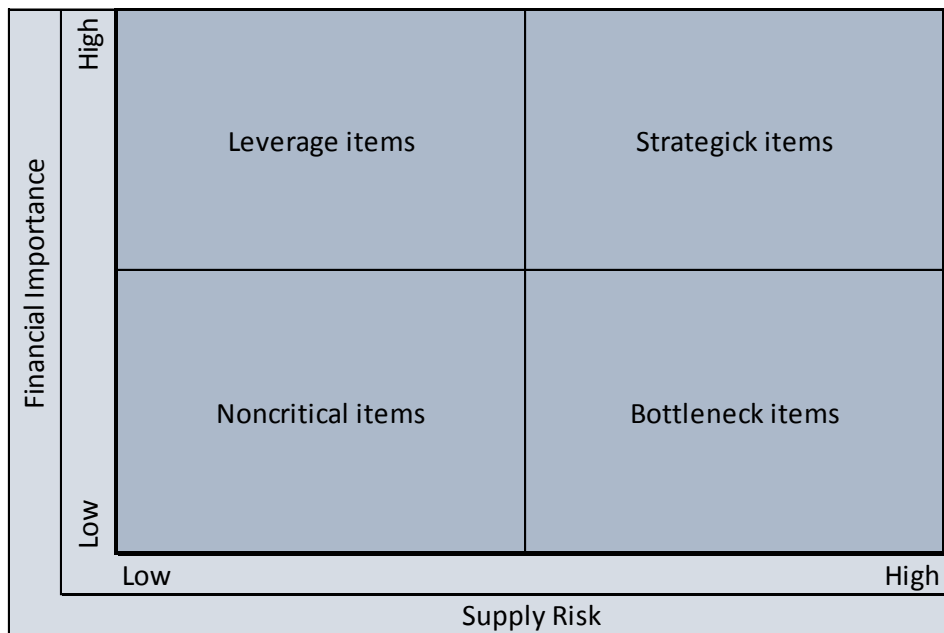 High
Leverage items
Strategick items
Financial Importance
Noncritical items
Bottleneck items
Low
Low
High
Supply Risk